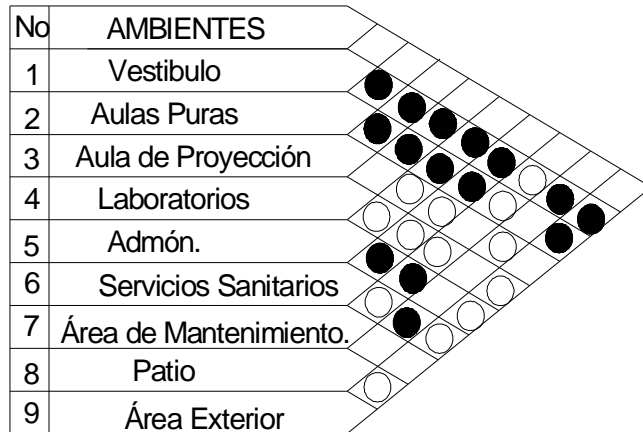 No AMBIENTES
1 Vestibulo
2 Aulas Puras
3 Aula de Proyección
4 Laboratorios
5 Admón.
6 Servicios Sanitarios
7 Área de Mantenimiento.
8 Patio
9 Área Exterior